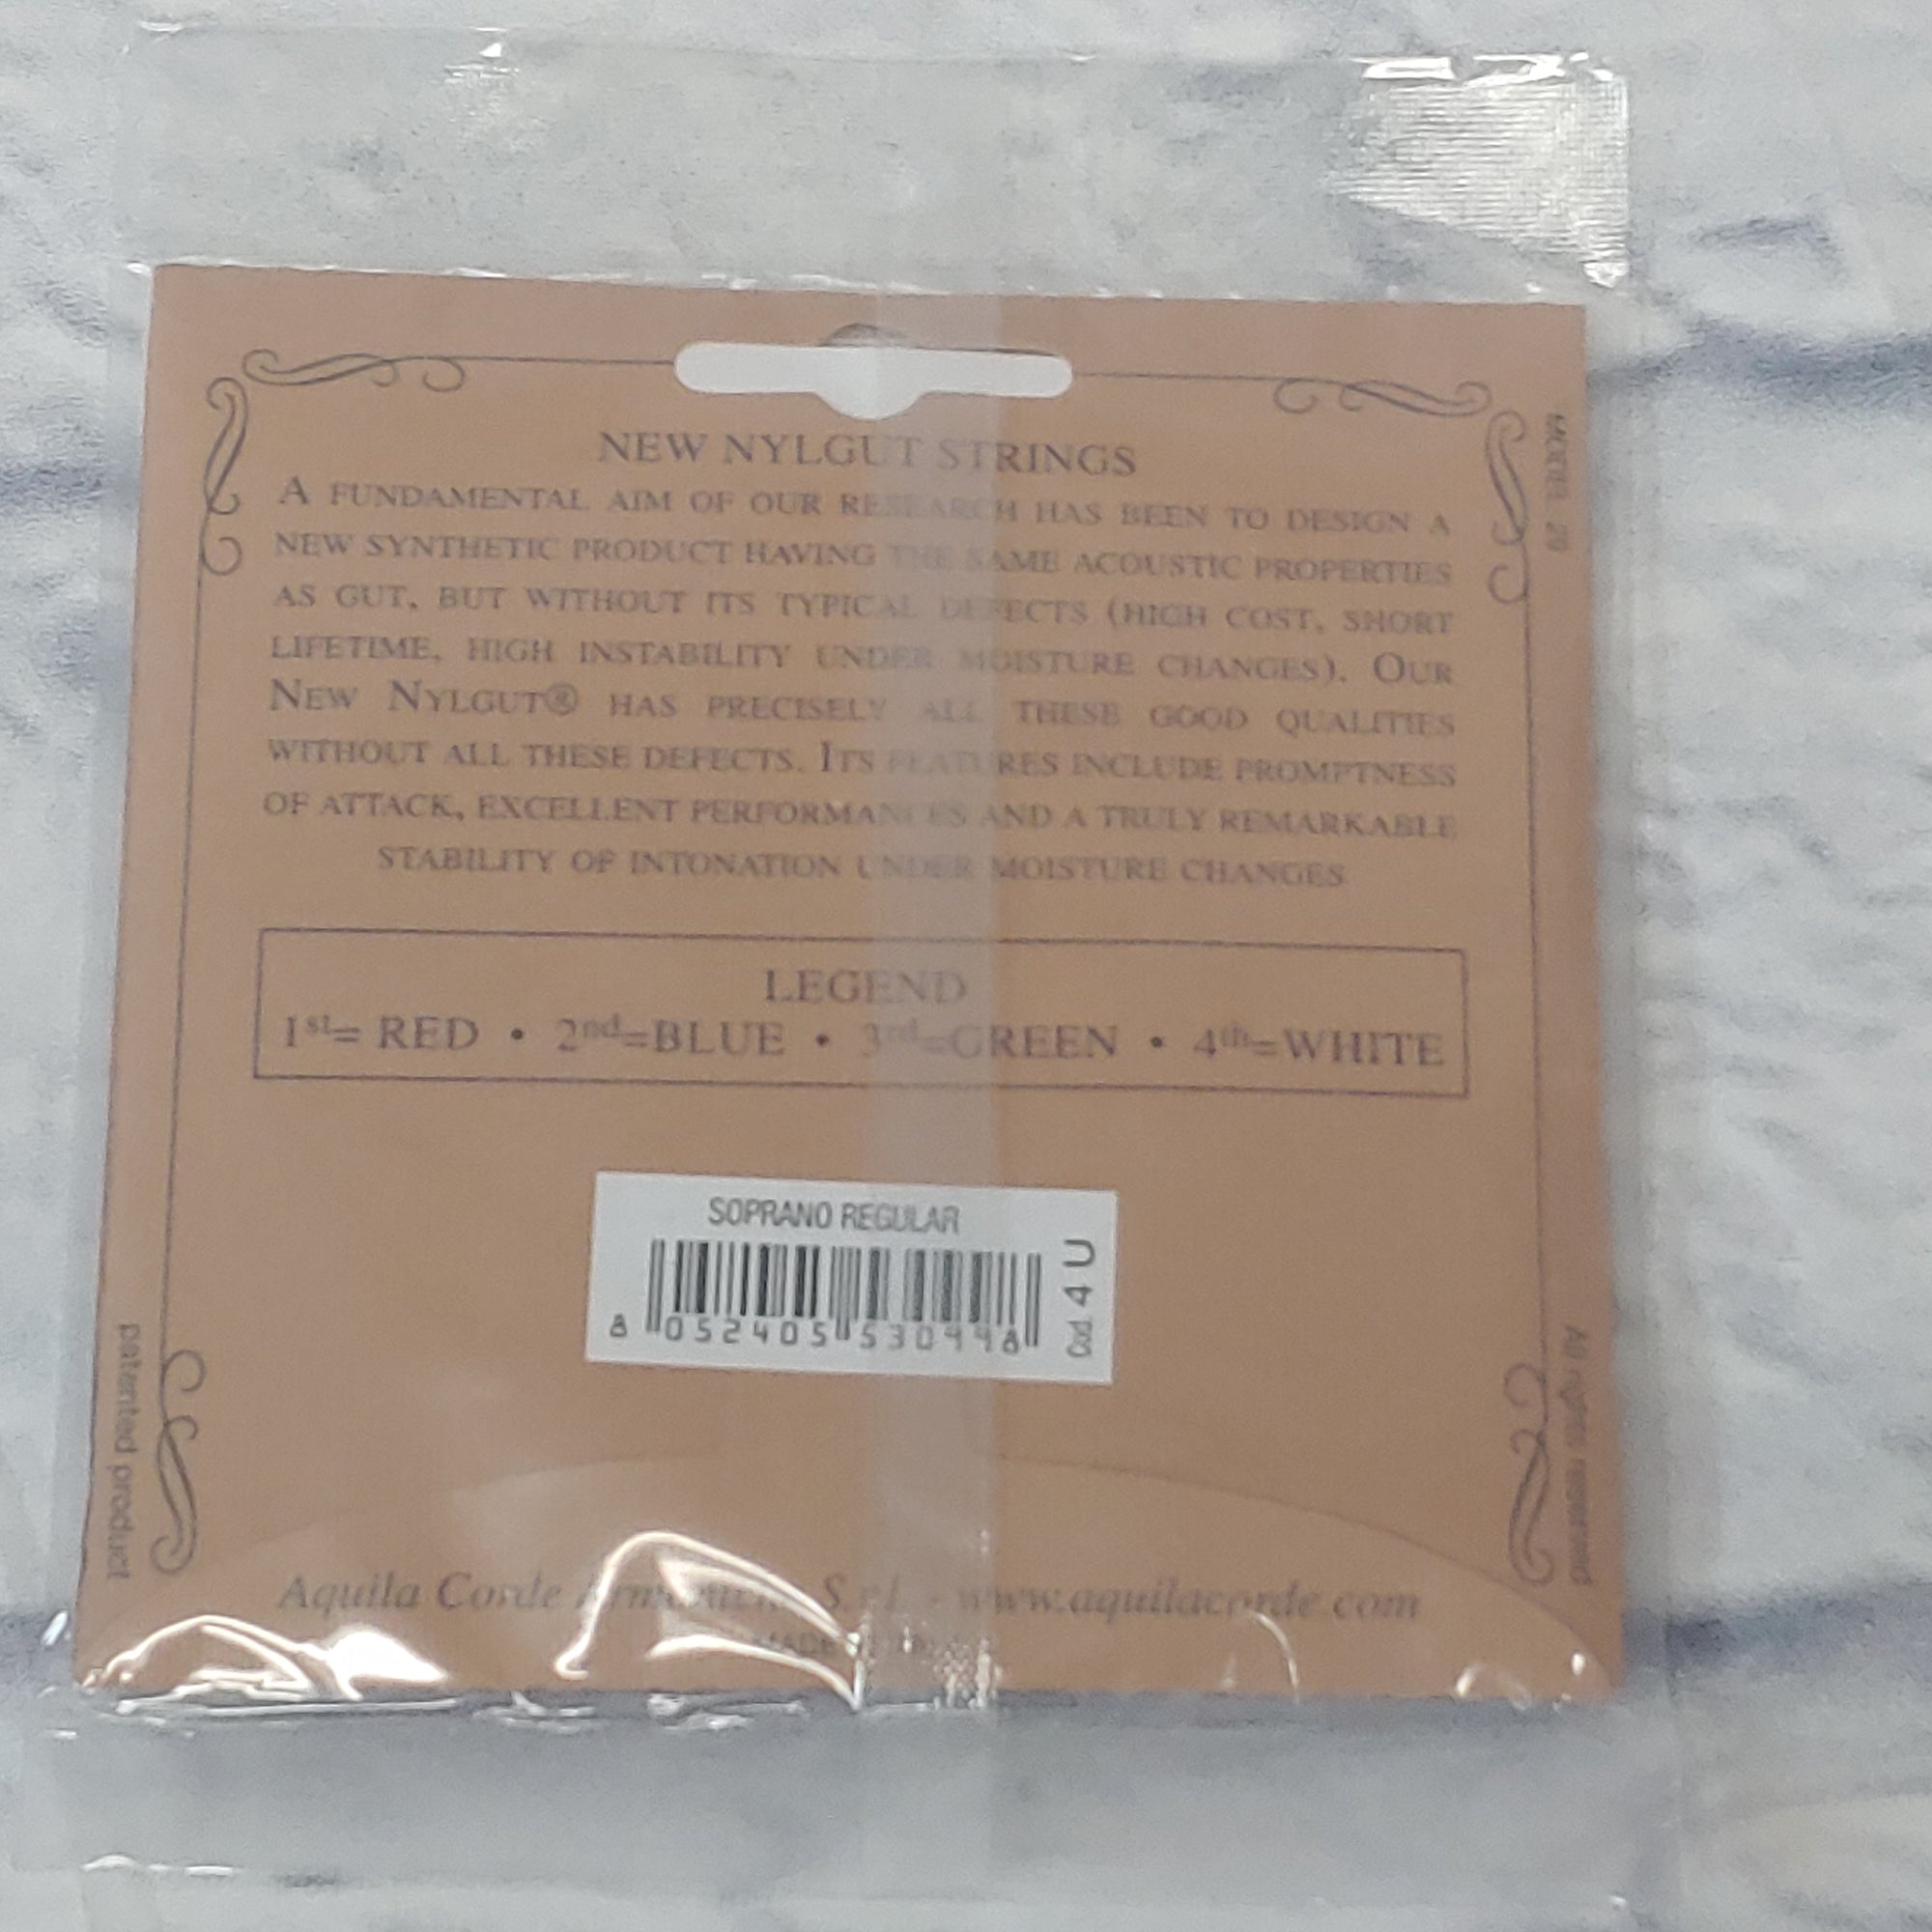 NEW NYLGUT STRINGS
A FUNDAMENTAL AIM OF OUR RESEARCH HAS BEEN TO DESIGN A
NEW SYNTHETIC PRODUCT HAVING THE SAME ACOUSTIC PROPERTIES
AS GUT, BUT WITHOUT ITS TYPICAL DEFECTS (HIGH COST, SHORT
LIFETIME, HIGH INSTABILITY UNDER MOISTURE CHANGES). OUR
NEW NYLGUT® HAS PRECISELY ALL THESE GOOD QUALITIES
WITHOUT ALL THESE DEFECTS. ITS FEATURES INCLUDE PROMPTNESS
OF ATTACK, EXCELLENT PERFORMANCES AND A TRULY REMARKABLE
STABILITY OF INTONATION UNDER MOISTURE CHANGES
LEGEND
1st= RED • 2nd=BLUE • 3rd=GREEN • 4th=WHITE
SOPRANO REGULAR
8 052405 530998
Cod. 4 U
patented product
All rights reserved
Aquila Corde Armoniche S.r.l. - www.aquilacorde.com
MADE